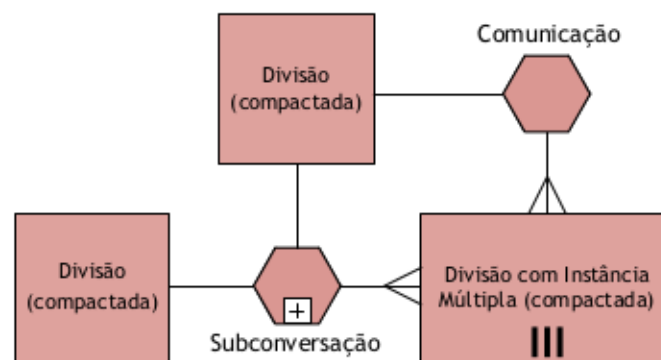 Comunicação
Divisão
(compactada)
Divisão
(compactada)
Divisão com Instância
Múltipla (compactada)
Subconversação